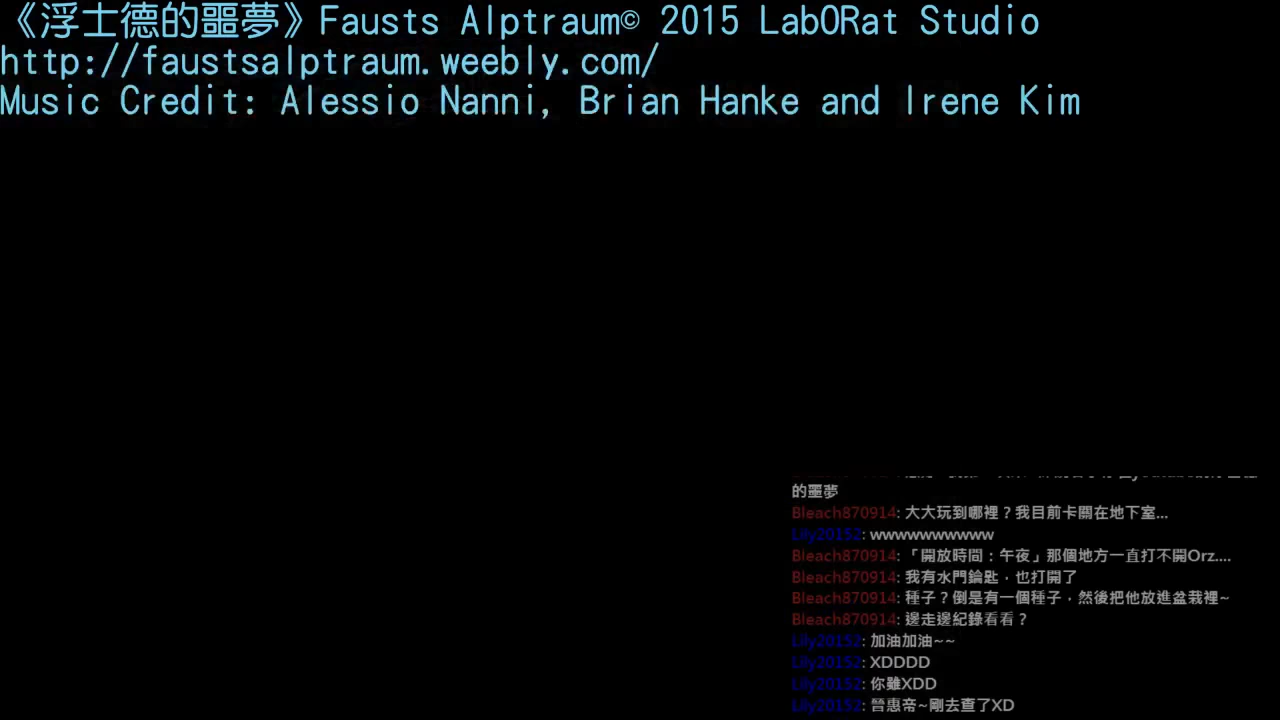 《浮士德的噩夢》Fausts Alptraum© 2015 LabORat Studio
http://faustsalptraum.weebly.com/
Music Credit: Alessio Nanni, Brian Hanke and Irene Kim
的噩夢
Bleach870914: 大大玩到哪裡？我目前卡關在地下室...
Lily20152: wwwwwwwwww
Bleach870914: 「開放時間：午夜」那個地方一直打不開Orz....
Bleach870914: 我有水門鑰匙，也打開了
Bleach870914: 種子？倒是有一個種子，然後把他放進盆栽裡~
Bleach870914: 邊走邊紀錄看看？
Lily20152: 加油加油~~
Lily20152: XDDDD
Lily20152: 你雖XDD
Lily20152: 晉惠帝~剛去查了XD